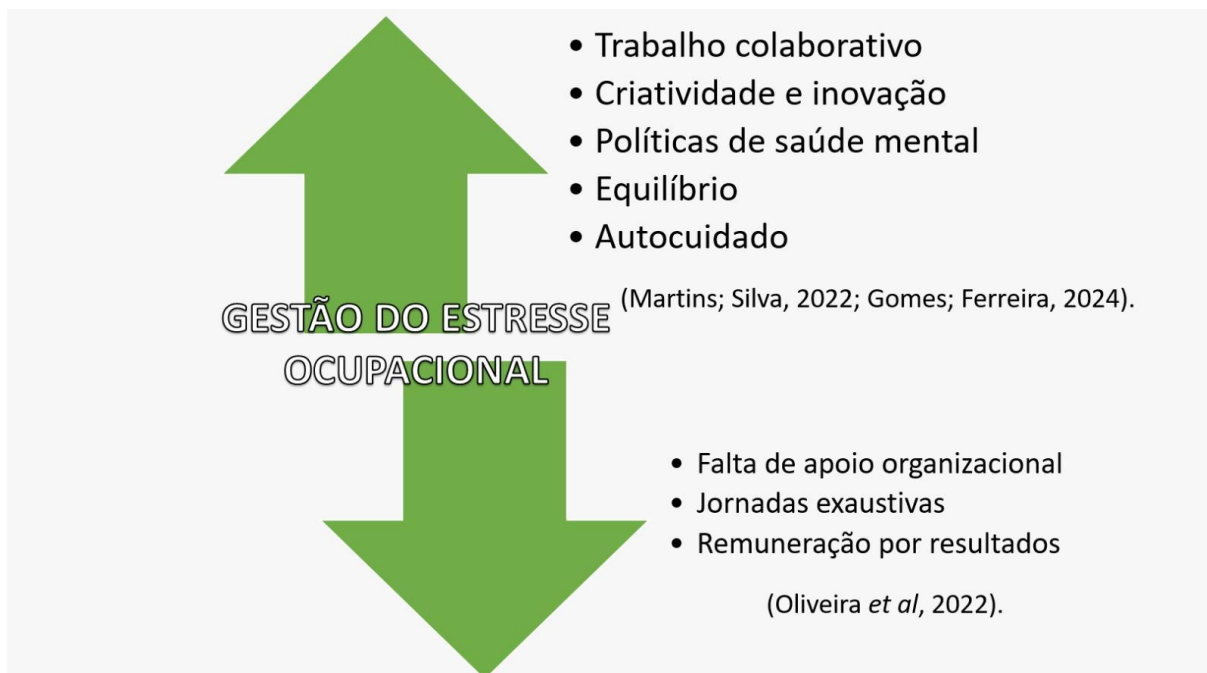 • Trabalho colaborativo
• Criatividade e inovação
• Políticas de saúde mental
• Equilíbrio
• Autocuidado
(Martins; Silva, 2022; Gomes; Ferreira, 2024).
GESTÃO DO ESTRESSE
OCUPACIONAL
• Falta de apoio organizacional
• Jornadas exaustivas
• Remuneração por resultados
(Oliveira et al, 2022).